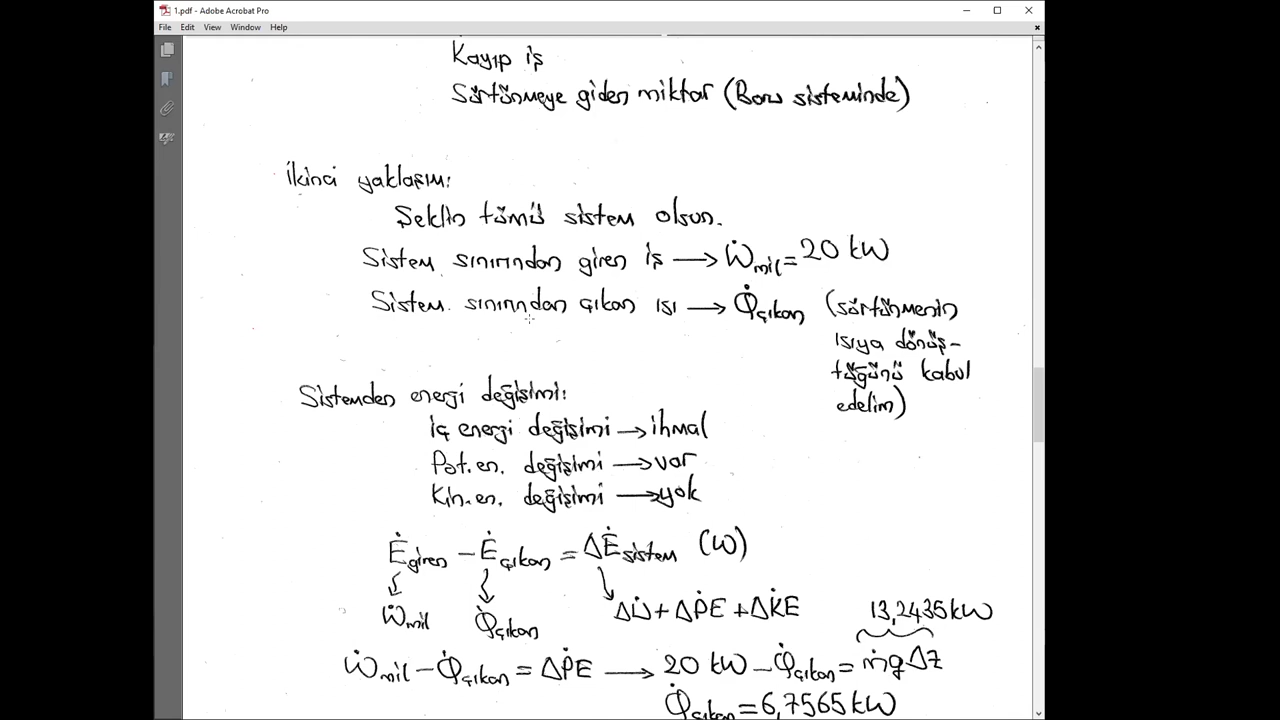 1.pdf - Adobe Acrobat Pro
File Edit View Window Help
Kayıp iş
Sürtünmeye giden miktar (Boru sisteminde)
İkinci yaklaşım:
Şeklin tümü sistem olsun.
Sistem sınırından giren iş → Ẇmil = 20 kW
Sistem sınırından çıkan ısı → Q̇çıkan (sürtünmenin
ısıya dönüş-
tüğünü kabul
edelim)
Sistemden enerji değişimi:
İç enerji değişimi → ihmal
Pot. en. değişimi → var
Kin. en. değişimi → yok
Ėgiren - Ėçıkan = ΔĖsistem (W)
Ẇmil Q̇çıkan ΔU̇ + ΔṖE + ΔK̇E 13,2435 kW
Ẇmil - Q̇çıkan = ΔṖE → 20 kW - Q̇çıkan = ṁgΔz
Q̇çıkan = 6,7565 kW